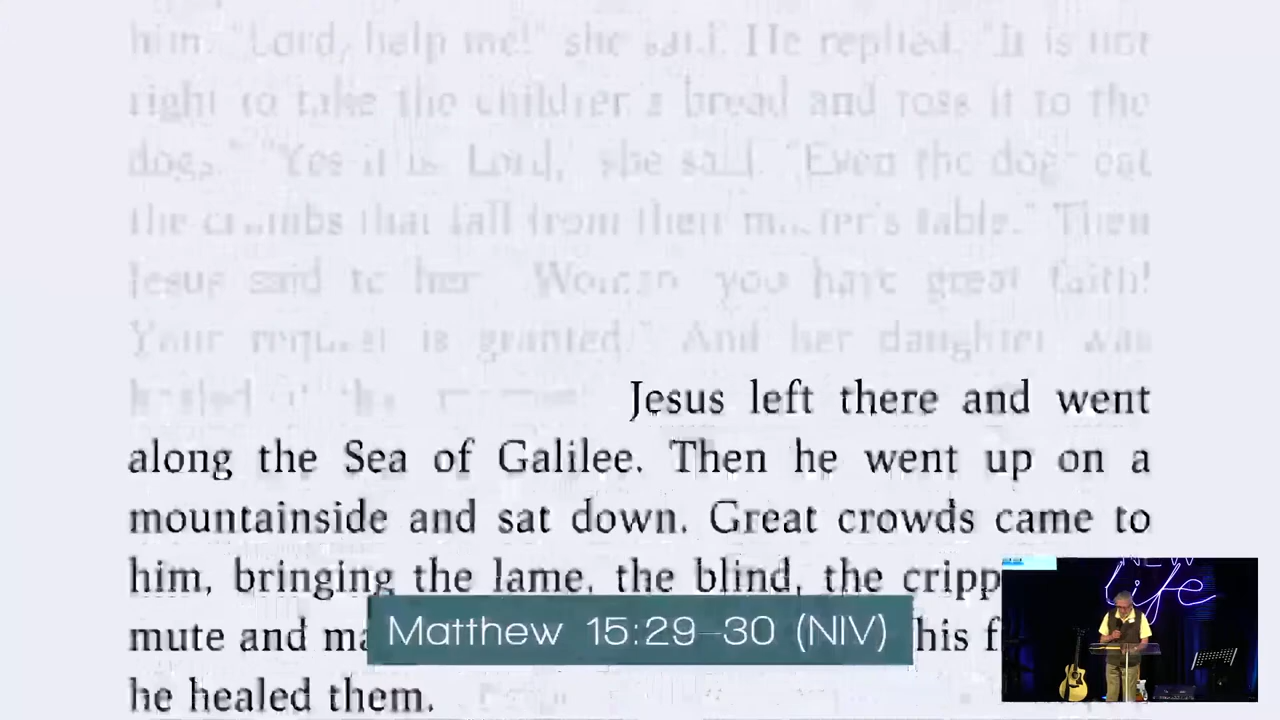 him. "Lord, help me!" she said. He replied, "It is not
right to take the children's bread and toss it to the
dogs." "Yes it is, Lord," she said. "Even the dogs eat
the crumbs that fall from their master's table." Then
Jesus said to her, "Woman, you have great faith!
Your request is granted." And her daughter was
healed Jesus left there and went
along the Sea of Galilee. Then he went up on a
mountainside and sat down. Great crowds came to
him, bringing the lame, the blind, the cripp
mute and ma his f
he healed them.
Matthew 15:29–30 (NIV)
NEW
life